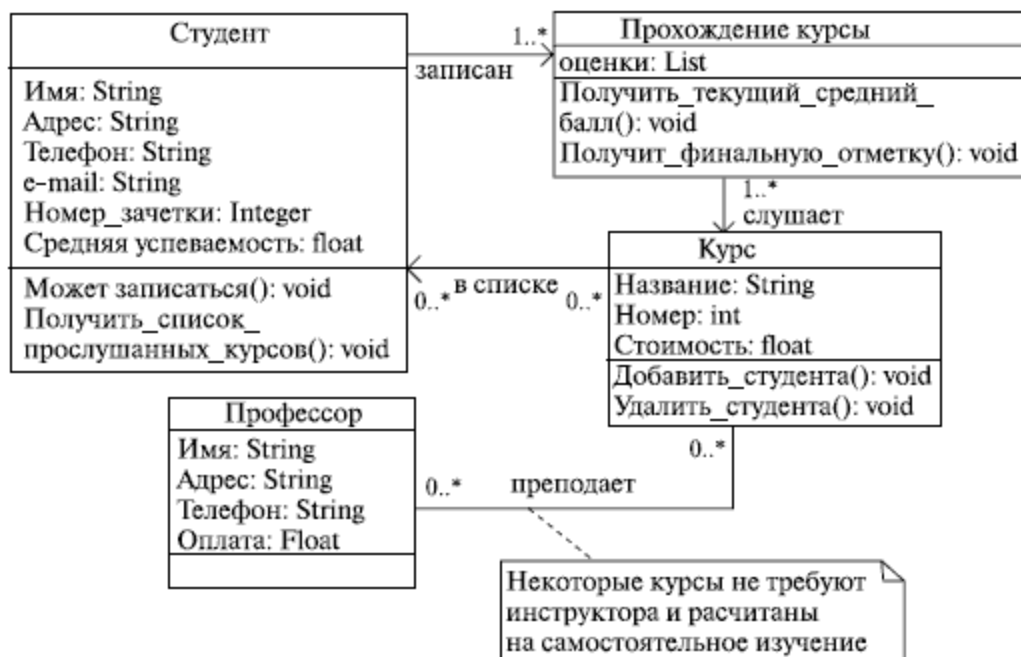 Студент
Имя: String
Адрес: String
Телефон: String
e-mail: String
Номер_зачетки: Integer
Средняя успеваемость: float
Может записаться(): void
Получить_список_
прослушанных_курсов(): void
1..*
записан
Прохождение курсы
оценки: List
Получить_текущий_средний_
балл(): void
Получит_финальную_отметку(): void
1..*
слушает
Курс
Название: String
Номер: int
Стоимость: float
Добавить_студента(): void
Удалить_студента(): void
0..*
в списке
0..*
Профессор
Имя: String
Адрес: String
Телефон: String
Оплата: Float
0..*
преподает
0..*
Некоторые курсы не требуют
инструктора и расчитаны
на самостоятельное изучение